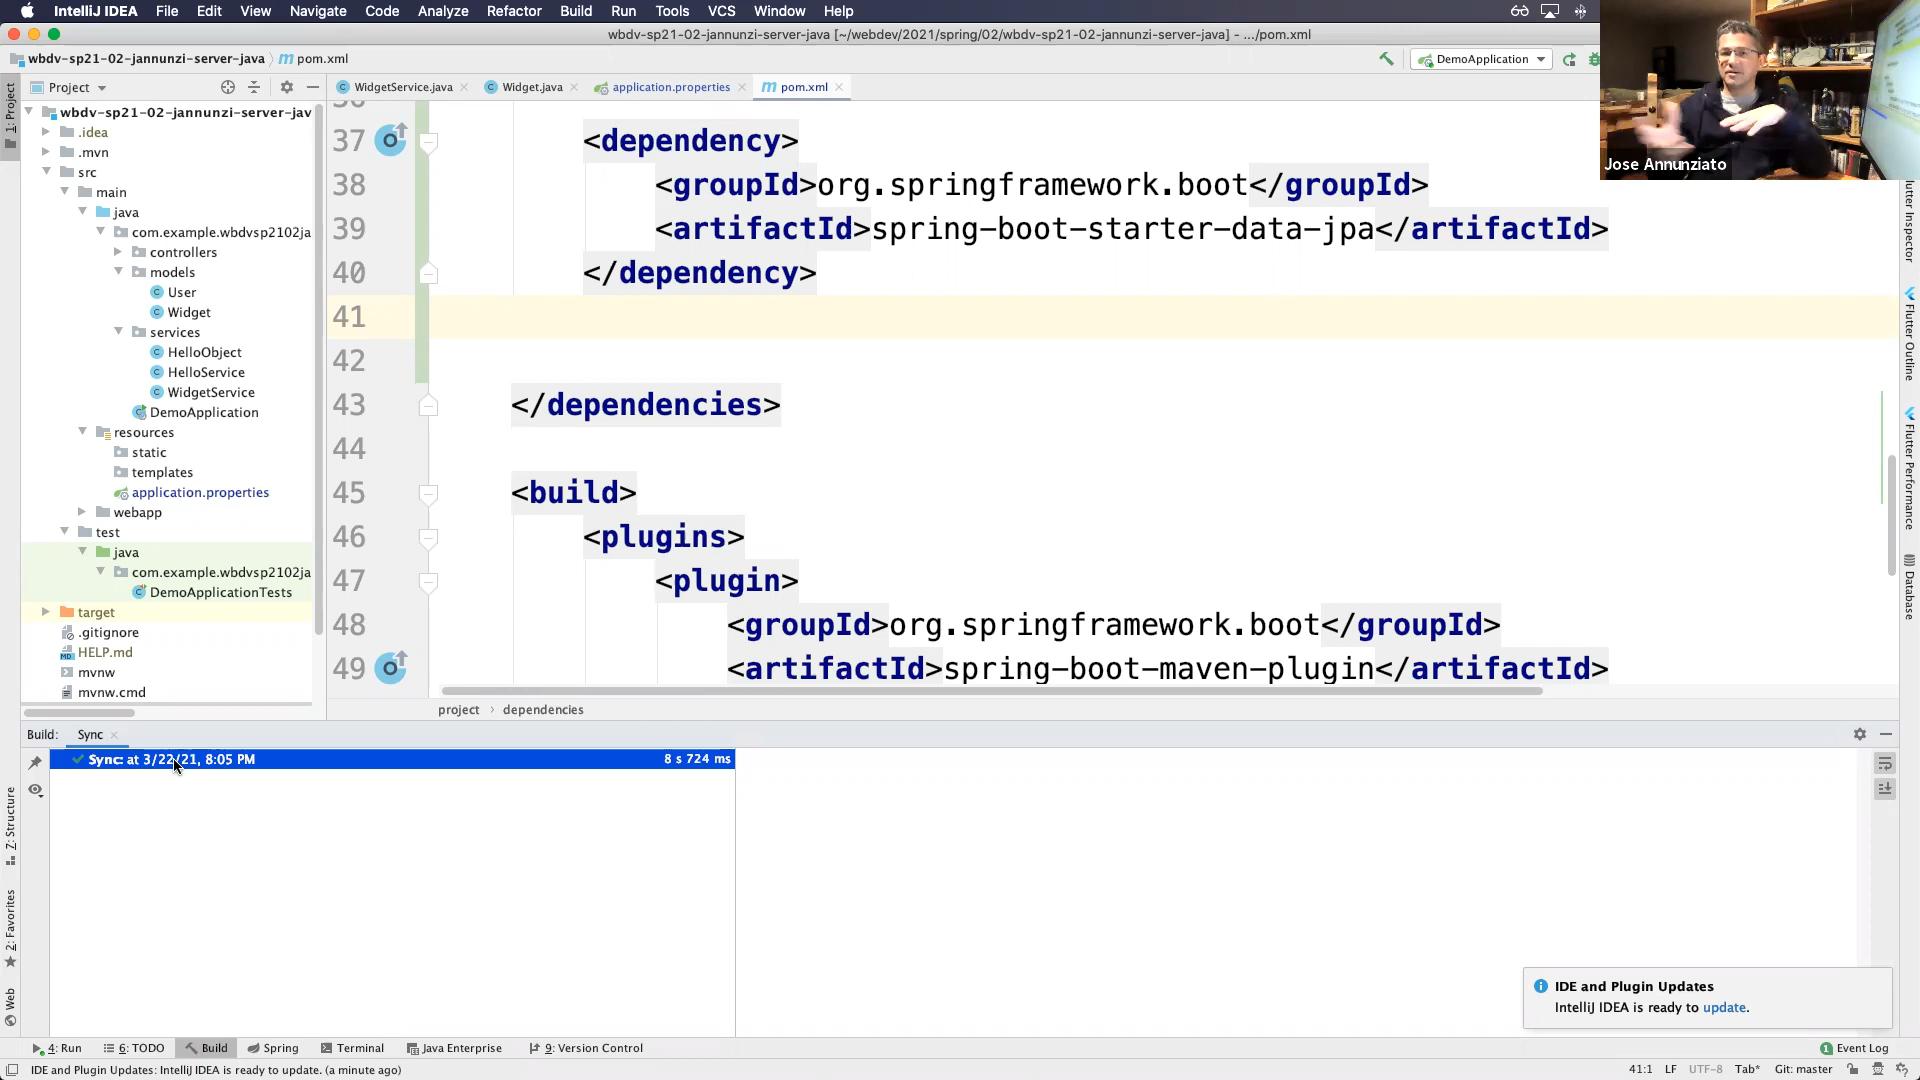 IntelliJ IDEA File Edit View Navigate Code Analyze Refactor Build Run Tools VCS Window Help
wbdv-sp21-02-jannunzi-server-java [~/webdev/2021/spring/02/wbdv-sp21-02-jannunzi-server-java] - .../pom.xml
wbdv-sp21-02-jannunzi-server-java pom.xml DemoApplication
Jose Annunziato
1: Project
Project
WidgetService.java Widget.java application.properties pom.xml
wbdv-sp21-02-jannunzi-server-jav
.idea
.mvn
src
main
java
com.example.wbdvsp2102ja
controllers
models
User
Widget
services
HelloObject
HelloService
WidgetService
DemoApplication
resources
static
templates
application.properties
webapp
test
java
com.example.wbdvsp2102ja
DemoApplicationTests
target
.gitignore
HELP.md
mvnw
mvnw.cmd
37 <dependency>
38 <groupId>org.springframework.boot</groupId>
39 <artifactId>spring-boot-starter-data-jpa</artifactId>
40 </dependency>
41
42
43 </dependencies>
44
45 <build>
46 <plugins>
47 <plugin>
48 <groupId>org.springframework.boot</groupId>
49 <artifactId>spring-boot-maven-plugin</artifactId>
project › dependencies
Inspector
Flutter Outline
Flutter Performance
Database
Build: Sync
Sync: at 3/22/21, 8:05 PM 8 s 724 ms
Z: Structure
2: Favorites
Web
IDE and Plugin Updates
IntelliJ IDEA is ready to update.
4: Run 6: TODO Build Spring Terminal Java Enterprise 9: Version Control 1 Event Log
IDE and Plugin Updates: IntelliJ IDEA is ready to update. (a minute ago) 41:1 LF UTF-8 Tab* Git: master